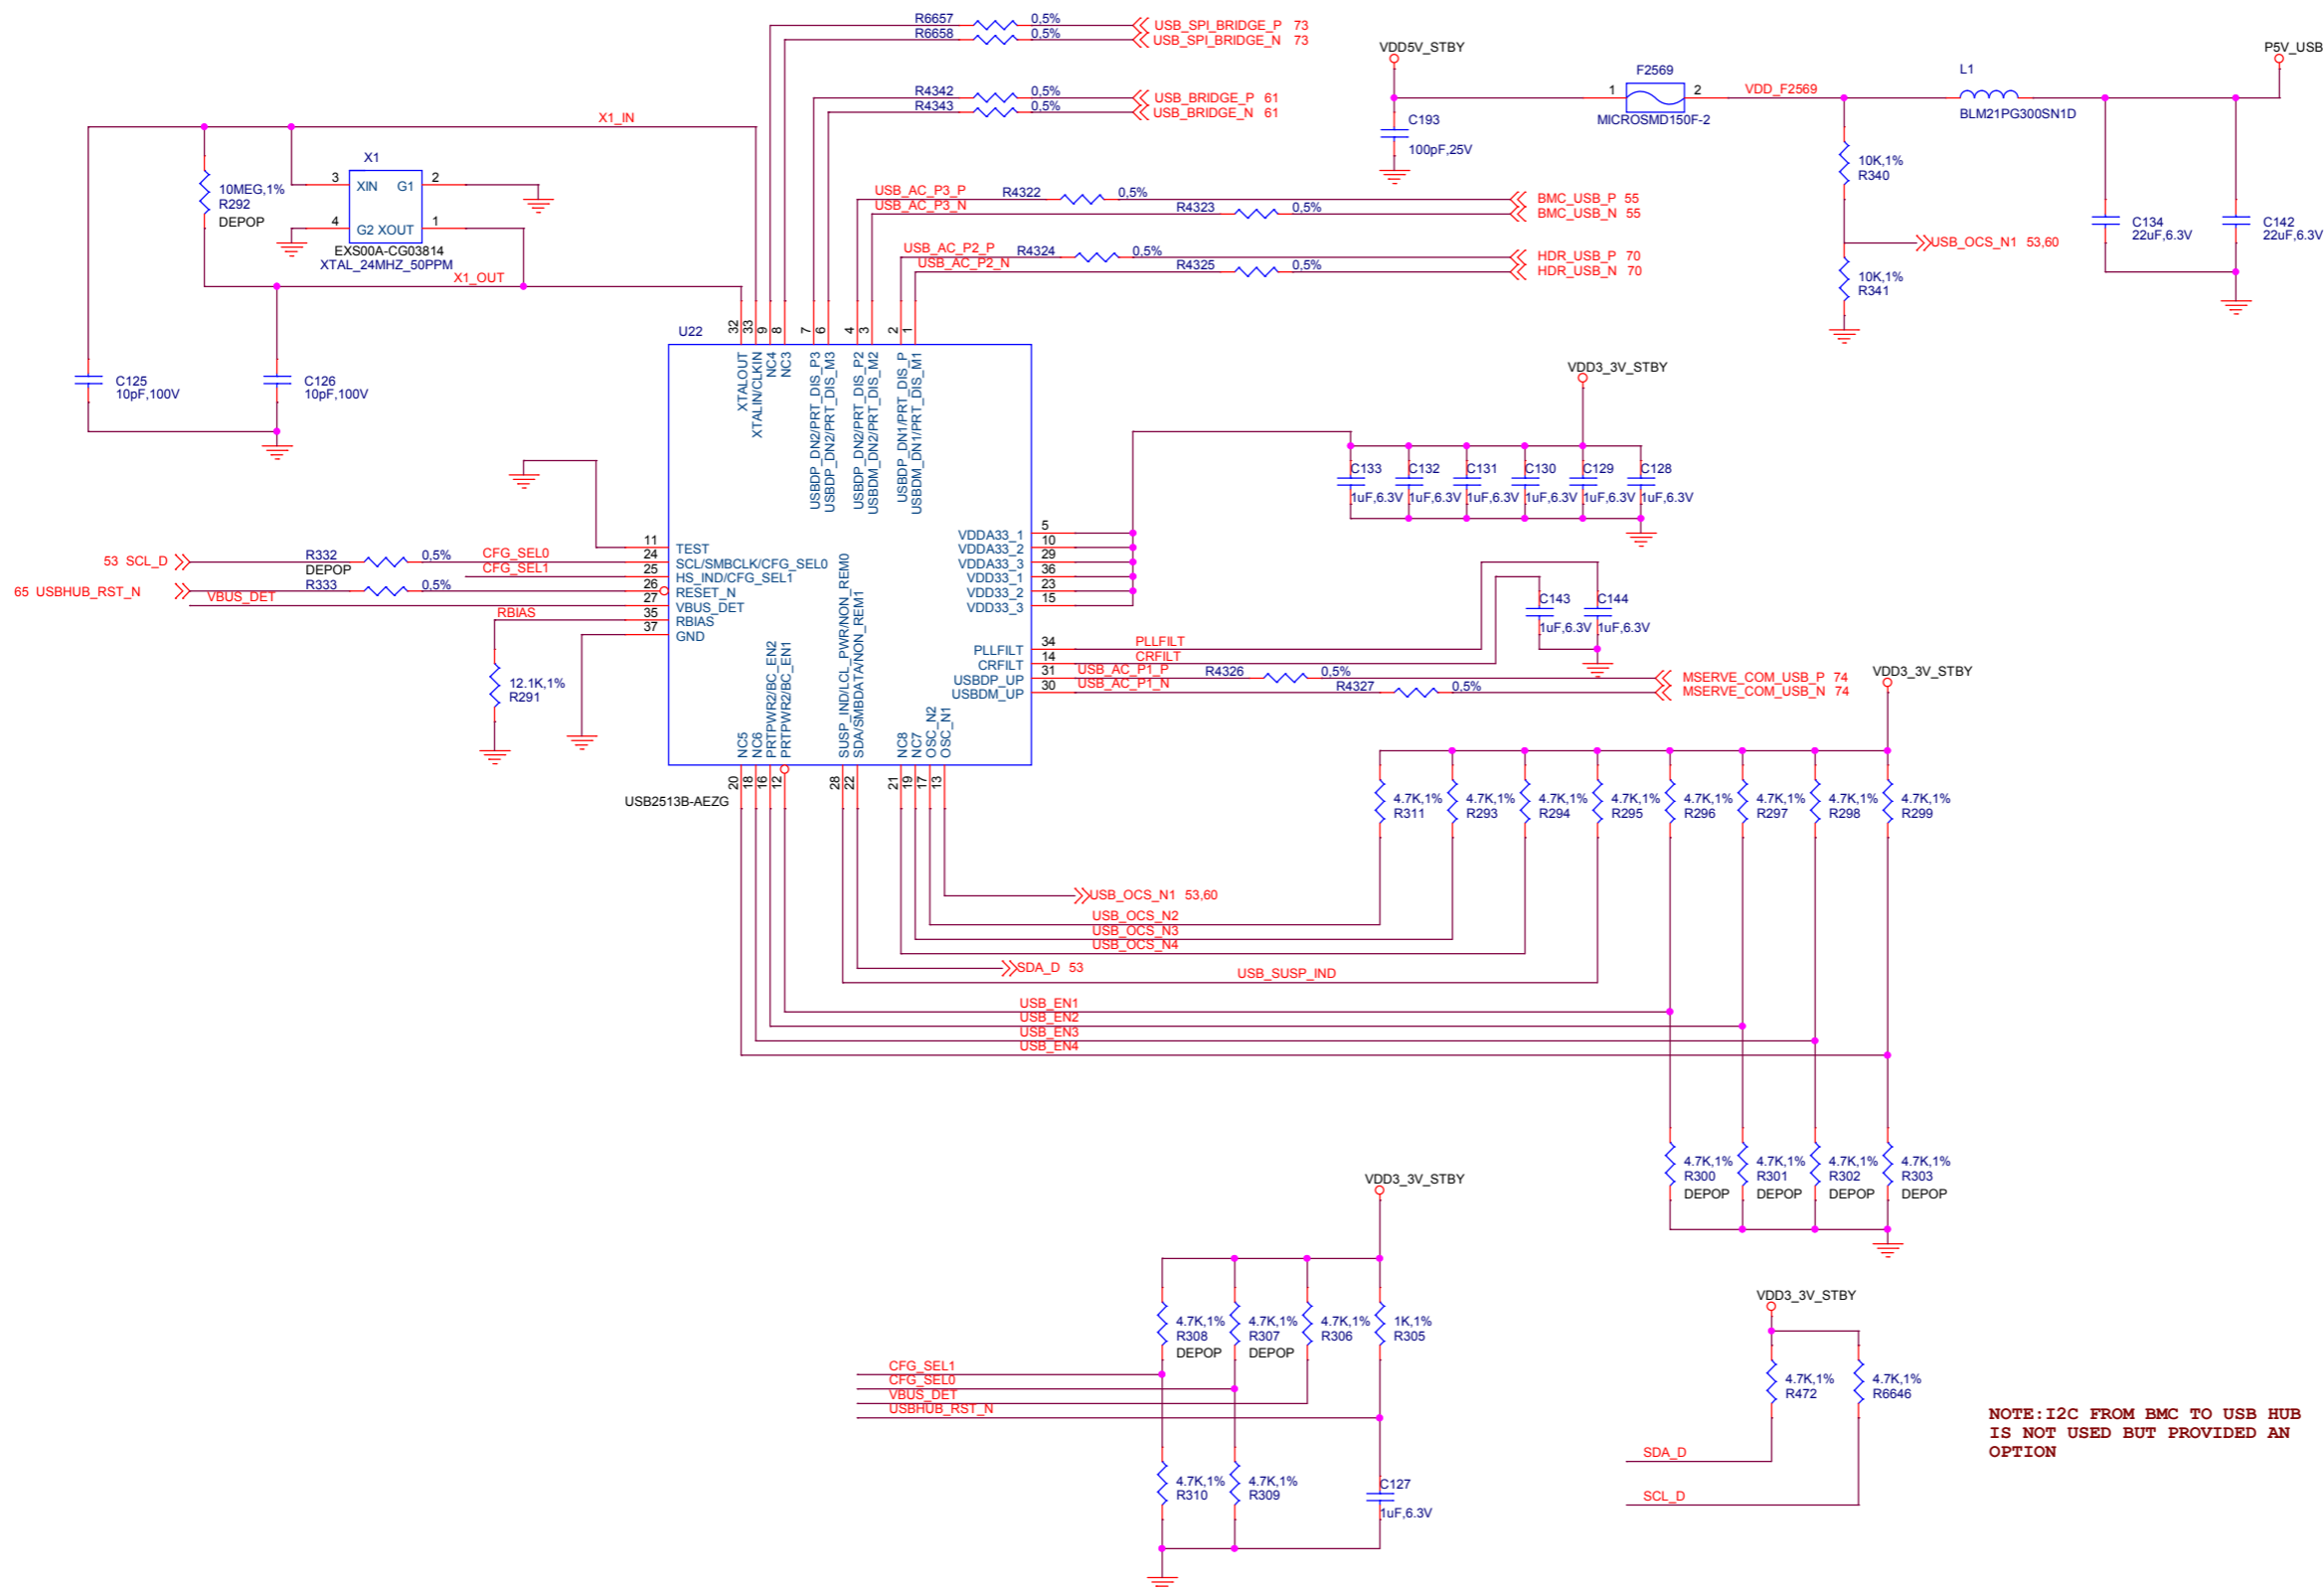 R6657 0,5% USB_SPI_BRIDGE_P 73
R6658 0,5% USB_SPI_BRIDGE_N 73
R4342 0,5% USB_BRIDGE_P 61
R4343 0,5% USB_BRIDGE_N 61
USB_AC_P3_P R4322 0,5% BMC_USB_P 55
USB_AC_P3_N R4323 0,5% BMC_USB_N 55
USB_AC_P2_P R4324 0,5% HDR_USB_P 70
USB_AC_P2_N R4325 0,5% HDR_USB_N 70
VDD5V_STBY
C193
100pF,25V
F2569
1 2
MICROSMD150F-2
VDD_F2569
L1
BLM21PG300SN1D
P5V_USB
10K,1%
R340
USB_OCS_N1 53,60
10K,1%
R341
C134
22uF,6.3V
C142
22uF,6.3V
X1_IN
10MEG,1%
R292
DEPOP
X1
3 XIN G1 2
4 G2 XOUT 1
EXS00A-CG03814
XTAL_24MHZ_50PPM
X1_OUT
C125
10pF,100V
C126
10pF,100V
U22
32 XTALOUT
33 XTALIN/CLKIN
9 NC4
8 NC3
7 USBDP_DN2/PRT_DIS_P3
6 USBDP_DN2/PRT_DIS_M3
4 USBDP_DN2/PRT_DIS_P2
3 USBDM_DN2/PRT_DIS_M2
2 USBDP_DN1/PRT_DIS_P
1 USBDM_DN1/PRT_DIS_M1
53 SCL_D
R332 0,5%
DEPOP
CFG_SEL0
CFG_SEL1
65 USBHUB_RST_N
R333 0,5%
VBUS_DET
RBIAS
12.1K,1%
R291
11 TEST
24 SCL/SMBCLK/CFG_SEL0
25 HS_IND/CFG_SEL1
26 RESET_N
27 VBUS_DET
35 RBIAS
37 GND
VDDA33_1 5
VDDA33_2 10
VDDA33_3 29
VDD33_1 36
VDD33_2 23
VDD33_3 15
PLLFILT 34 PLLFILT
CRFILT 14 CRFILT
USBDP_UP 31 USB_AC_P1_P R4326 0,5% MSERVE_COM_USB_P 74
USBDM_UP 30 USB_AC_P1_N R4327 0,5% MSERVE_COM_USB_N 74
VDD3_3V_STBY
C133 C132 C131 C130 C129 C128
1uF,6.3V 1uF,6.3V 1uF,6.3V 1uF,6.3V 1uF,6.3V 1uF,6.3V
C143 C144
1uF,6.3V 1uF,6.3V
NC5 20
NC6 18
PRTPWR2/BC_EN2 16
PRTPWR2/BC_EN1 12
SUSP_IND/LCL_PWR/NON_REM0 28
SDA/SMBDATA/NON_REM1 22
NC8 21
NC7 19
OSC_N2 17
OSC_N1 13
USB2513B-AEZG
VDD3_3V_STBY
4.7K,1% 4.7K,1% 4.7K,1% 4.7K,1% 4.7K,1% 4.7K,1% 4.7K,1% 4.7K,1%
R311 R293 R294 R295 R296 R297 R298 R299
USB_OCS_N1 53,60
USB_OCS_N2
USB_OCS_N3
USB_OCS_N4
SDA_D 53
USB_SUSP_IND
USB_EN1
USB_EN2
USB_EN3
USB_EN4
4.7K,1% 4.7K,1% 4.7K,1% 4.7K,1%
R300 R301 R302 R303
DEPOP DEPOP DEPOP DEPOP
VDD3_3V_STBY
4.7K,1% 4.7K,1% 4.7K,1% 1K,1%
R308 R307 R306 R305
DEPOP DEPOP
CFG_SEL1
CFG_SEL0
VBUS_DET
USBHUB_RST_N
4.7K,1% 4.7K,1%
R310 R309
C127
1uF,6.3V
VDD3_3V_STBY
4.7K,1% 4.7K,1%
R472 R6646
SDA_D
SCL_D
NOTE:I2C FROM BMC TO USB HUB
IS NOT USED BUT PROVIDED AN
OPTION